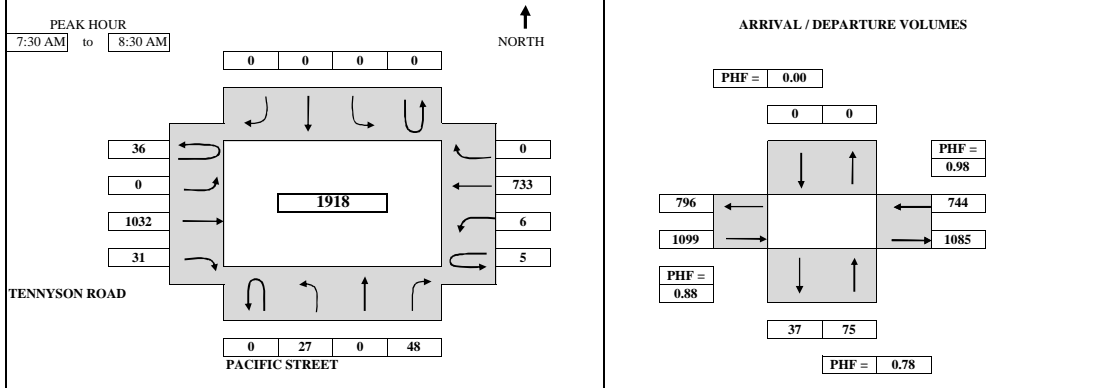 PEAK HOUR
7:30 AM to 8:30 AM
NORTH
0 0 0 0
36
0
1032
31
1918
0
733
6
5
TENNYSON ROAD
0 27 0 48
PACIFIC STREET
ARRIVAL / DEPARTURE VOLUMES
PHF = 0.00
0 0
PHF =
0.98
796
744
1099
1085
PHF =
0.88
37 75
PHF = 0.78